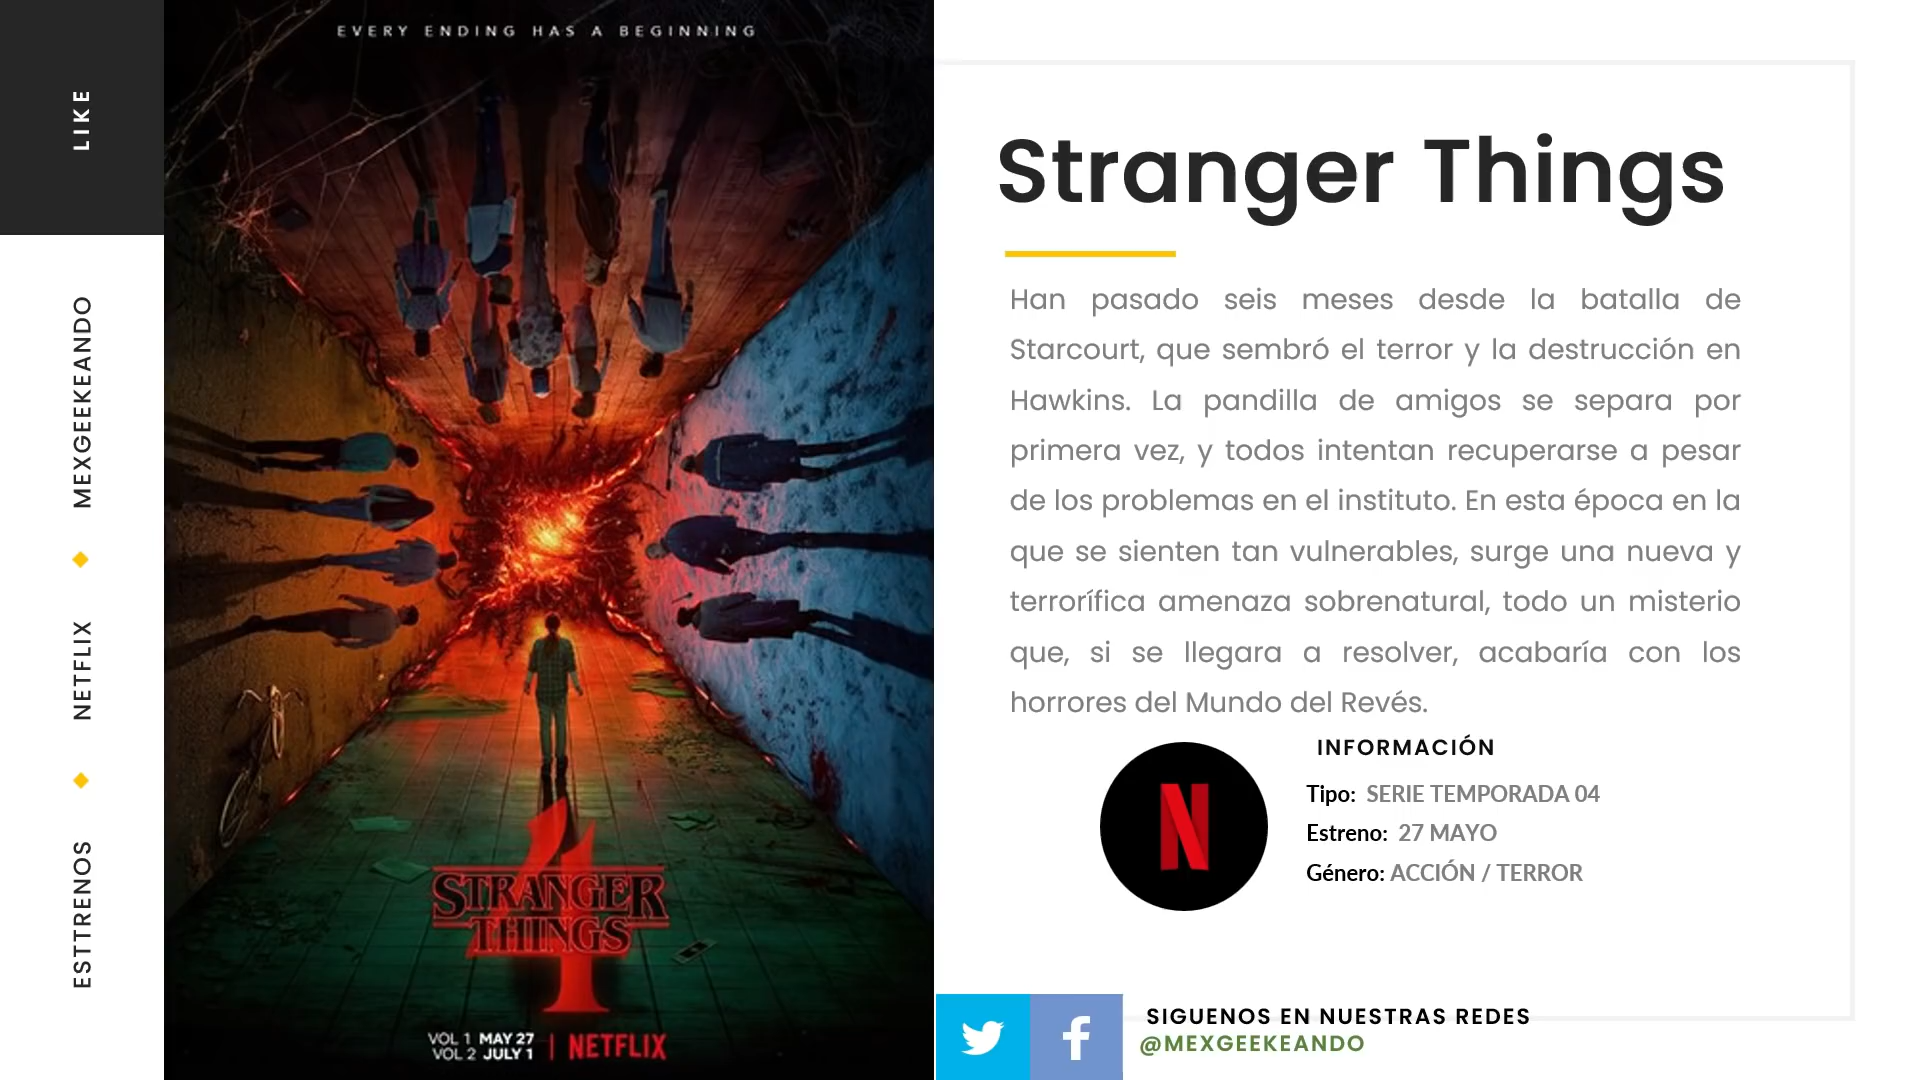 LIKE
MEXGEEKEANDO
NETFLIX
ESTTRENOS
EVERY ENDING HAS A BEGINNING
4
STRANGER
THINGS
VOL 1 MAY 27
VOL 2 JULY 1
NETFLIX
Stranger Things
Han pasado seis meses desde la batalla de
Starcourt, que sembró el terror y la destrucción en
Hawkins. La pandilla de amigos se separa por
primera vez, y todos intentan recuperarse a pesar
de los problemas en el instituto. En esta época en la
que se sienten tan vulnerables, surge una nueva y
terrorífica amenaza sobrenatural, todo un misterio
que, si se llegara a resolver, acabaría con los
horrores del Mundo del Revés.
N
INFORMACIÓN
Tipo: SERIE TEMPORADA 04
Estreno: 27 MAYO
Género: ACCIÓN / TERROR
SIGUENOS EN NUESTRAS REDES
@MEXGEEKEANDO